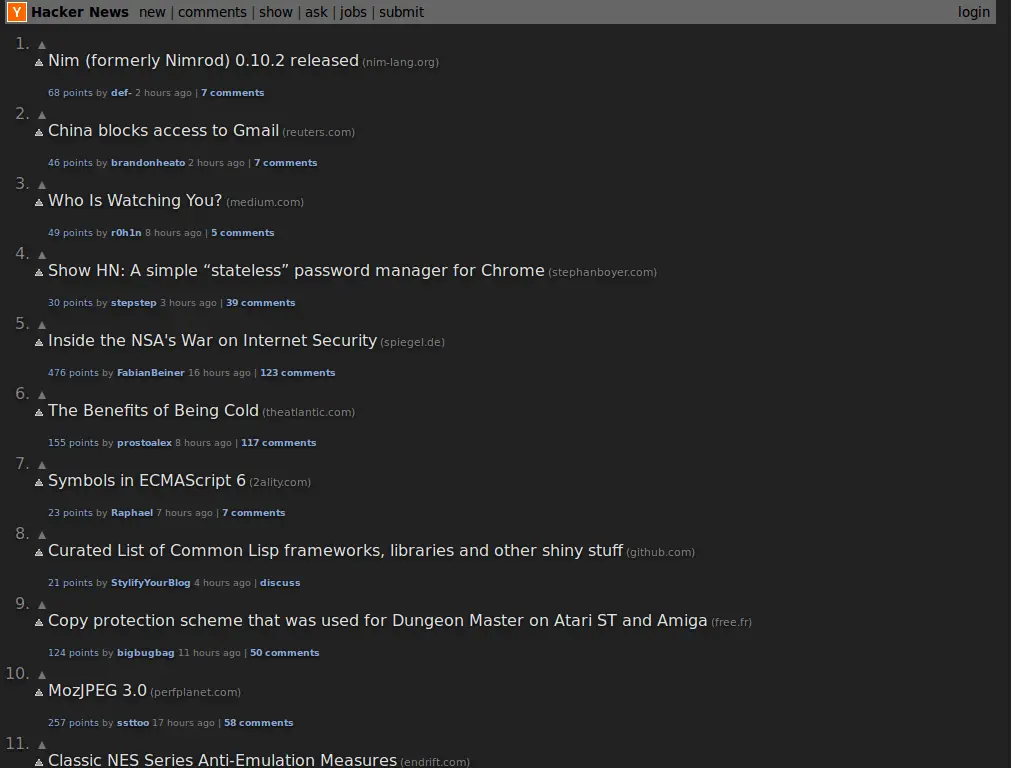 Y Hacker News new | comments | show | ask | jobs | submit login
1. ▲
Nim (formerly Nimrod) 0.10.2 released (nim-lang.org)
68 points by def- 2 hours ago | 7 comments
2. ▲
China blocks access to Gmail (reuters.com)
46 points by brandonheato 2 hours ago | 7 comments
3. ▲
Who Is Watching You? (medium.com)
49 points by r0h1n 8 hours ago | 5 comments
4. ▲
Show HN: A simple “stateless” password manager for Chrome (stephanboyer.com)
30 points by stepstep 3 hours ago | 39 comments
5. ▲
Inside the NSA's War on Internet Security (spiegel.de)
476 points by FabianBeiner 16 hours ago | 123 comments
6. ▲
The Benefits of Being Cold (theatlantic.com)
155 points by prostoalex 8 hours ago | 117 comments
7. ▲
Symbols in ECMAScript 6 (2ality.com)
23 points by Raphael 7 hours ago | 7 comments
8. ▲
Curated List of Common Lisp frameworks, libraries and other shiny stuff (github.com)
21 points by StylifyYourBlog 4 hours ago | discuss
9. ▲
Copy protection scheme that was used for Dungeon Master on Atari ST and Amiga (free.fr)
124 points by bigbugbag 11 hours ago | 50 comments
10. ▲
MozJPEG 3.0 (perfplanet.com)
257 points by ssttoo 17 hours ago | 58 comments
11. ▲
Classic NES Series Anti-Emulation Measures (endrift.com)